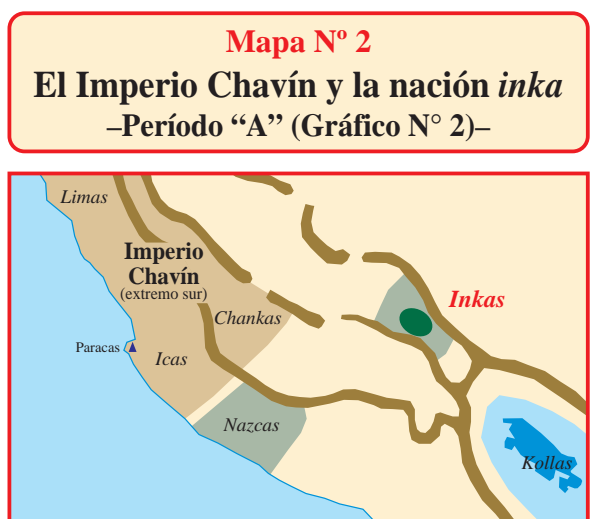 Mapa Nº 2
El Imperio Chavín y la nación inka
–Período “A” (Gráfico N° 2)–
Limas
Imperio
Chavín
(extremo sur)
Inkas
Chankas
Paracas
Icas
Nazcas
Kollas